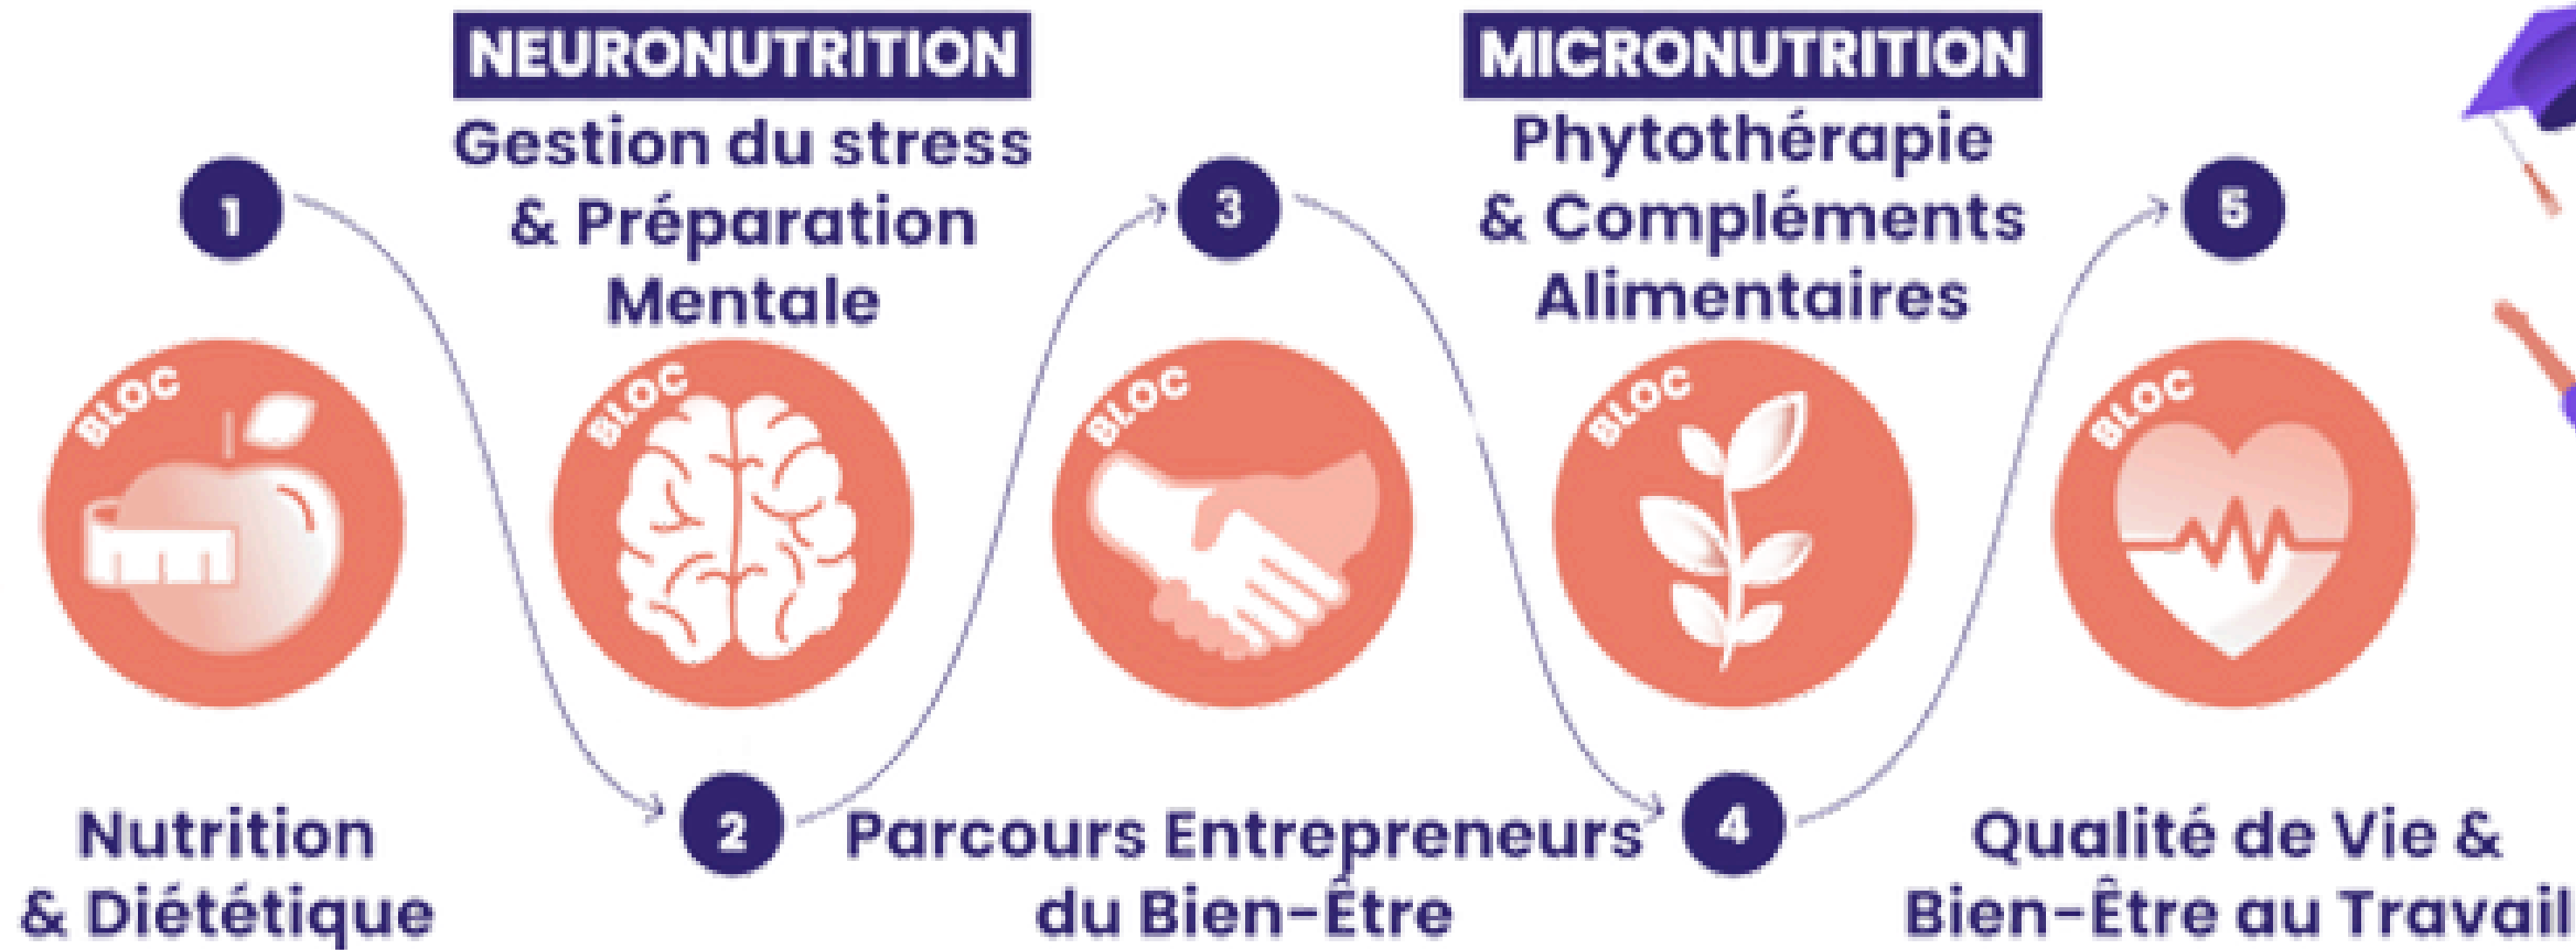 1
BLOC
Nutrition
& Diététique
NEURONUTRITION
Gestion du stress
& Préparation
Mentale
BLOC
2
3
BLOC
Parcours Entrepreneurs
du Bien-Être
MICRONUTRITION
Phytothérapie
& Compléments
Alimentaires
BLOC
4
5
BLOC
Qualité de Vie &
Bien-Être au Travail